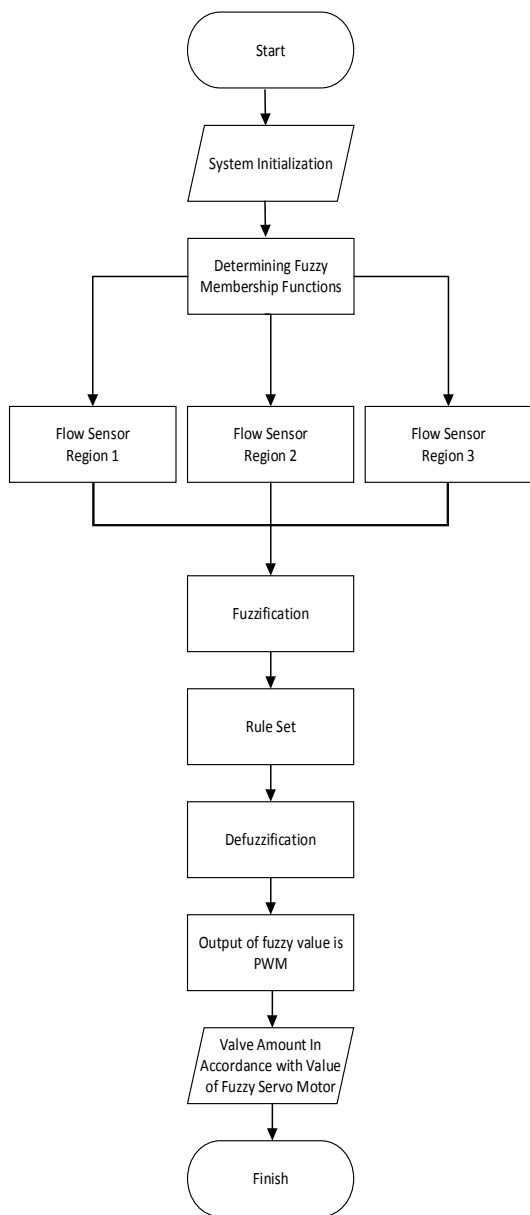 Start
System Initialization
Determining Fuzzy
Membership Functions
Flow Sensor
Region 1
Flow Sensor
Region 2
Flow Sensor
Region 3
Fuzzification
Rule Set
Defuzzification
Output of fuzzy value is
PWM
Valve Amount In
Accordance with Value
of Fuzzy Servo Motor
Finish